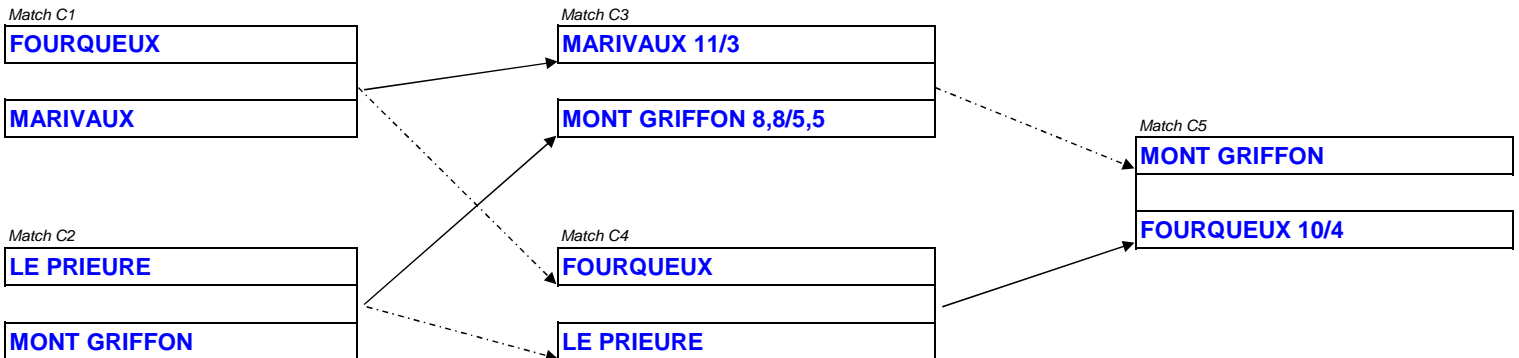 Match C1
FOURQUEUX
MARIVAUX
Match C2
LE PRIEURE
MONT GRIFFON
Match C3
MARIVAUX 11/3
MONT GRIFFON 8,8/5,5
Match C4
FOURQUEUX
LE PRIEURE
Match C5
MONT GRIFFON
FOURQUEUX 10/4